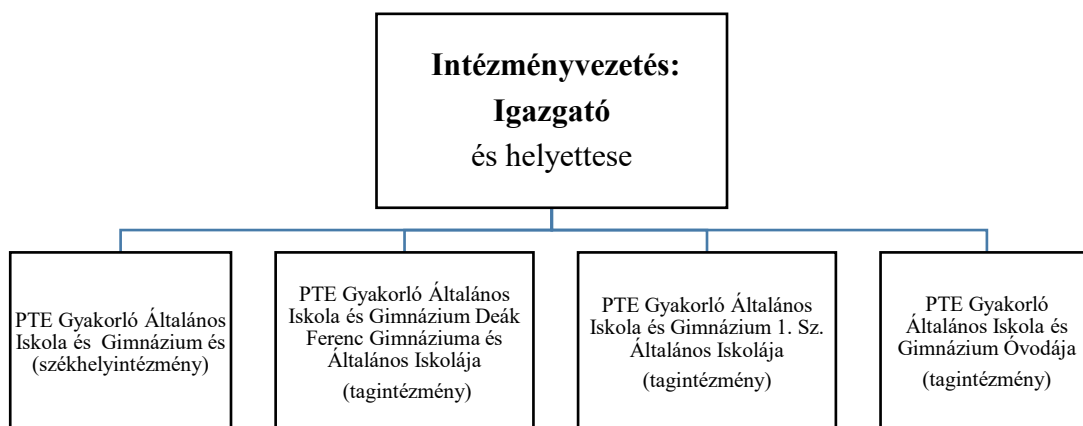 Intézményvezetés:
Igazgató
és helyettese
PTE Gyakorló Általános
Iskola és Gimnázium és
(székhelyintézmény)
PTE Gyakorló Általános
Iskola és Gimnázium Deák
Ferenc Gimnáziuma és
Általános Iskolája
(tagintézmény)
PTE Gyakorló Általános
Iskola és Gimnázium 1. Sz.
Általános Iskolája
(tagintézmény)
PTE Gyakorló
Általános Iskola és
Gimnázium Óvodája
(tagintézmény)